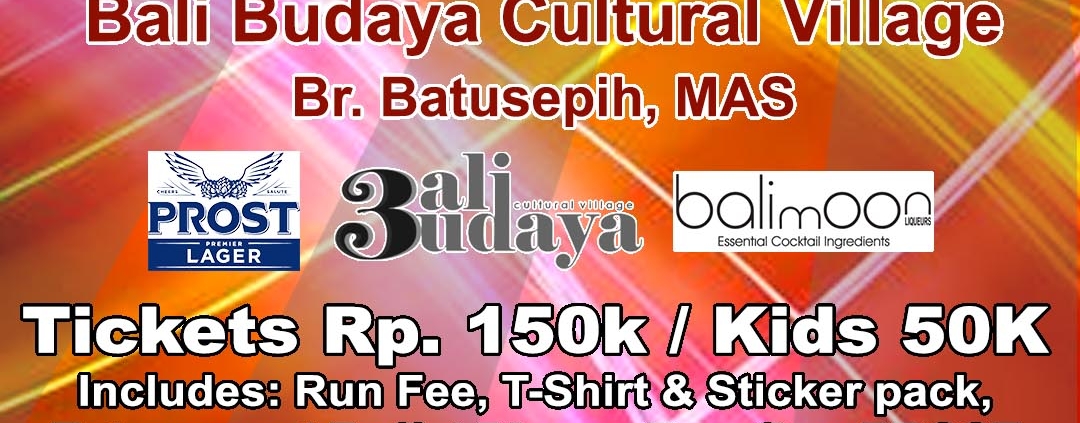 Bali Budaya Cultural Village
Br. Batusepih, MAS
CHEERS SALUTE
PROST
PREMIER
LAGER
Bali
cultural village
Budaya
balimoon
LIQUEURS
Essential Cocktail Ingredients
Tickets Rp. 150k / Kids 50K
Includes: Run Fee, T-Shirt & Sticker pack,